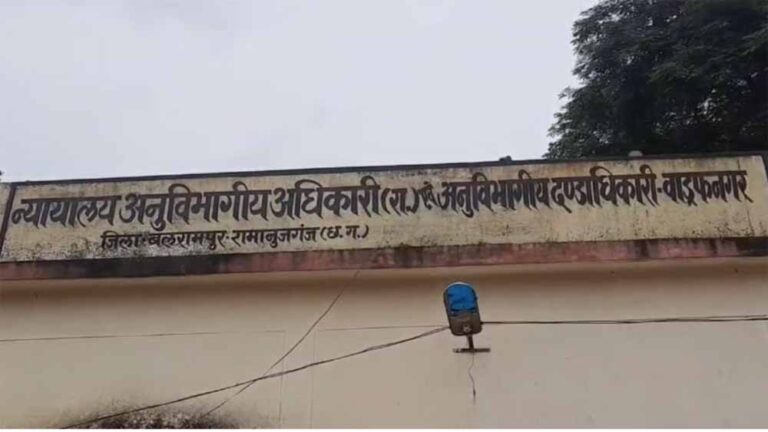 न्यायालय अनुविभागीय अधिकारी (रा.) एवं अनुविभागीय दण्डाधिकारी-वाड्रफनगर
जिला-बलरामपुर-रामानुजगंज (छ.ग.)